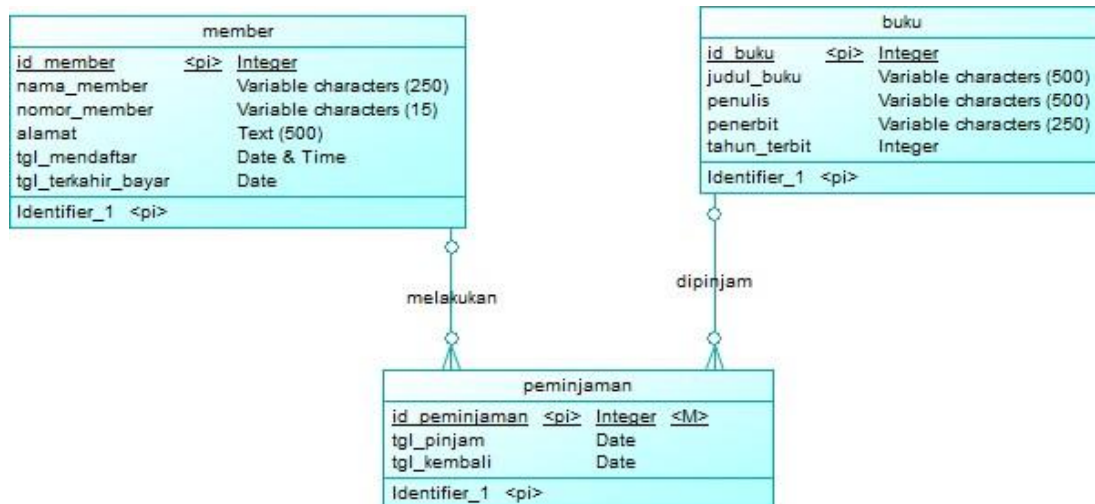 member
id_member <pi> Integer
nama_member Variable characters (250)
nomor_member Variable characters (15)
alamat Text (500)
tgl_mendaftar Date & Time
tgl_terkahir_bayar Date
Identifier_1 <pi>
buku
id_buku <pi> Integer
judul_buku Variable characters (500)
penulis Variable characters (500)
penerbit Variable characters (250)
tahun_terbit Integer
Identifier_1 <pi>
melakukan
dipinjam
peminjaman
id_peminjaman <pi> Integer <M>
tgl_pinjam Date
tgl_kembali Date
Identifier_1 <pi>